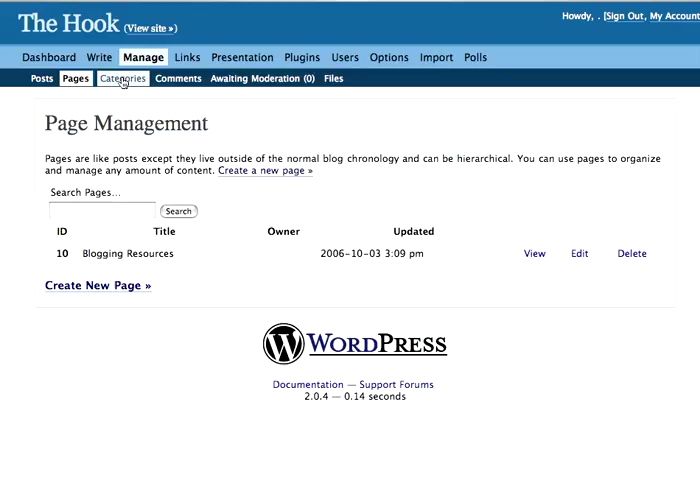 The Hook (View site »)
Howdy, . [Sign Out, My Account
Dashboard Write Manage Links Presentation Plugins Users Options Import Polls
Posts Pages Categories Comments Awaiting Moderation (0) Files
Page Management
Pages are like posts except they live outside of the normal blog chronology and can be hierarchical. You can use pages to organize
and manage any amount of content. Create a new page »
Search Pages...
Search
ID Title Owner Updated
10 Blogging Resources 2006-10-03 3:09 pm View Edit Delete
Create New Page »
WORDPRESS
Documentation — Support Forums
2.0.4 — 0.14 seconds